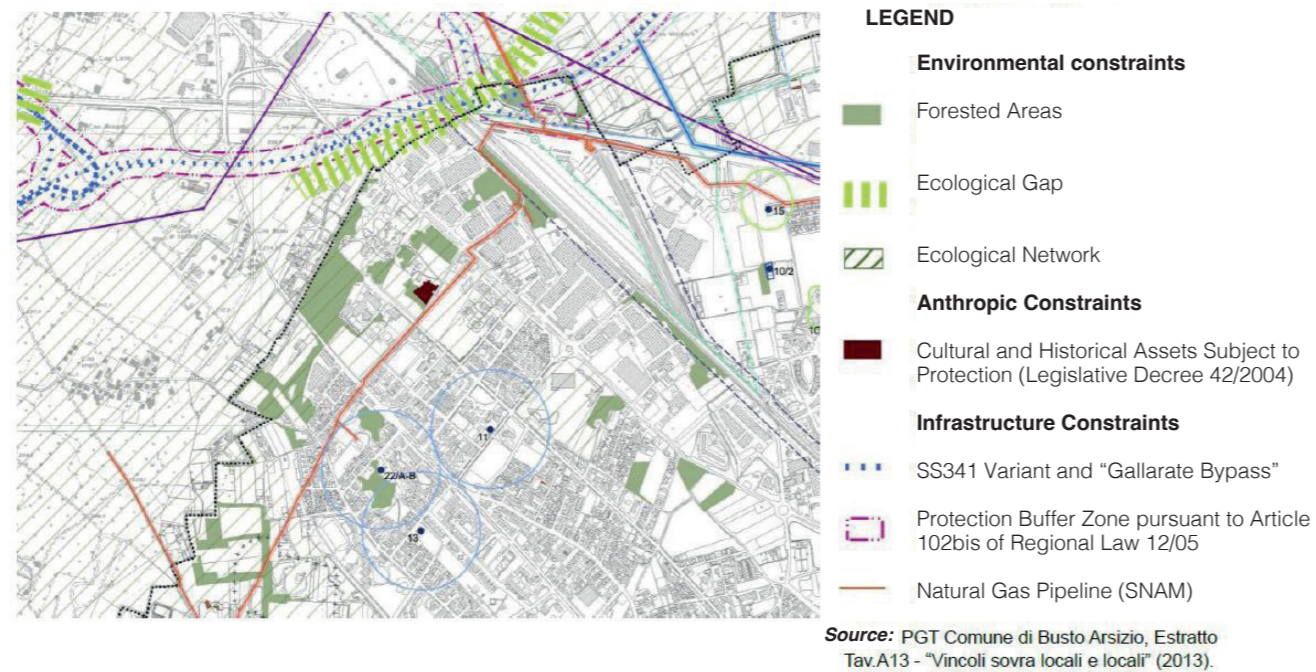 LEGEND
Environmental constraints
Forested Areas
Ecological Gap
Ecological Network
Anthropic Constraints
Cultural and Historical Assets Subject to
Protection (Legislative Decree 42/2004)
Infrastructure Constraints
SS341 Variant and “Gallarate Bypass”
Protection Buffer Zone pursuant to Article
102bis of Regional Law 12/05
Natural Gas Pipeline (SNAM)
Source: PGT Comune di Busto Arsizio, Estratto
Tav.A13 - “Vincoli sovra locali e locali” (2013).
15
10/2
11
22/A-B
13